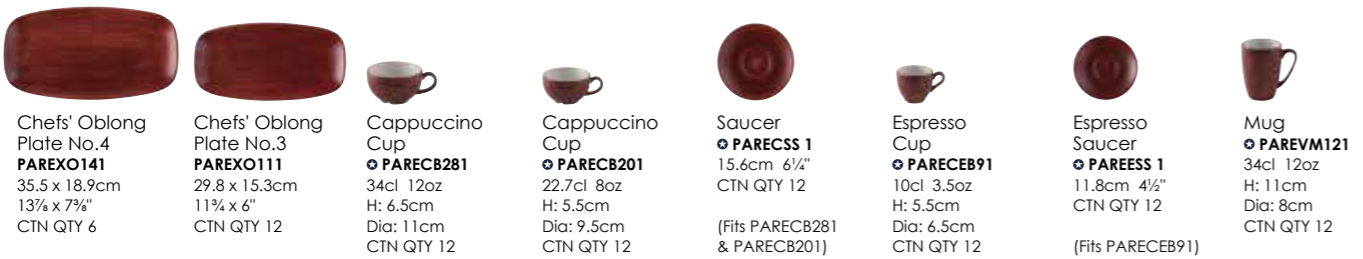 Chefs' Oblong
Plate No.4
PAREXO141
35.5 x 18.9cm
13⅞ x 7⅜"
CTN QTY 6
Chefs' Oblong
Plate No.3
PAREXO111
29.8 x 15.3cm
11¾ x 6"
CTN QTY 12
Cappuccino
Cup
✪ PARECB281
34cl 12oz
H: 6.5cm
Dia: 11cm
CTN QTY 12
Cappuccino
Cup
✪ PARECB201
22.7cl 8oz
H: 5.5cm
Dia: 9.5cm
CTN QTY 12
Saucer
✪ PARECSS 1
15.6cm 6¼"
CTN QTY 12
(Fits PARECB281
& PARECB201)
Espresso
Cup
✪ PARECEB91
10cl 3.5oz
H: 5.5cm
Dia: 6.5cm
CTN QTY 12
Espresso
Saucer
✪ PAREESS 1
11.8cm 4½"
CTN QTY 12
(Fits PARECEB91)
Mug
✪ PAREVM121
34cl 12oz
H: 11cm
Dia: 8cm
CTN QTY 12